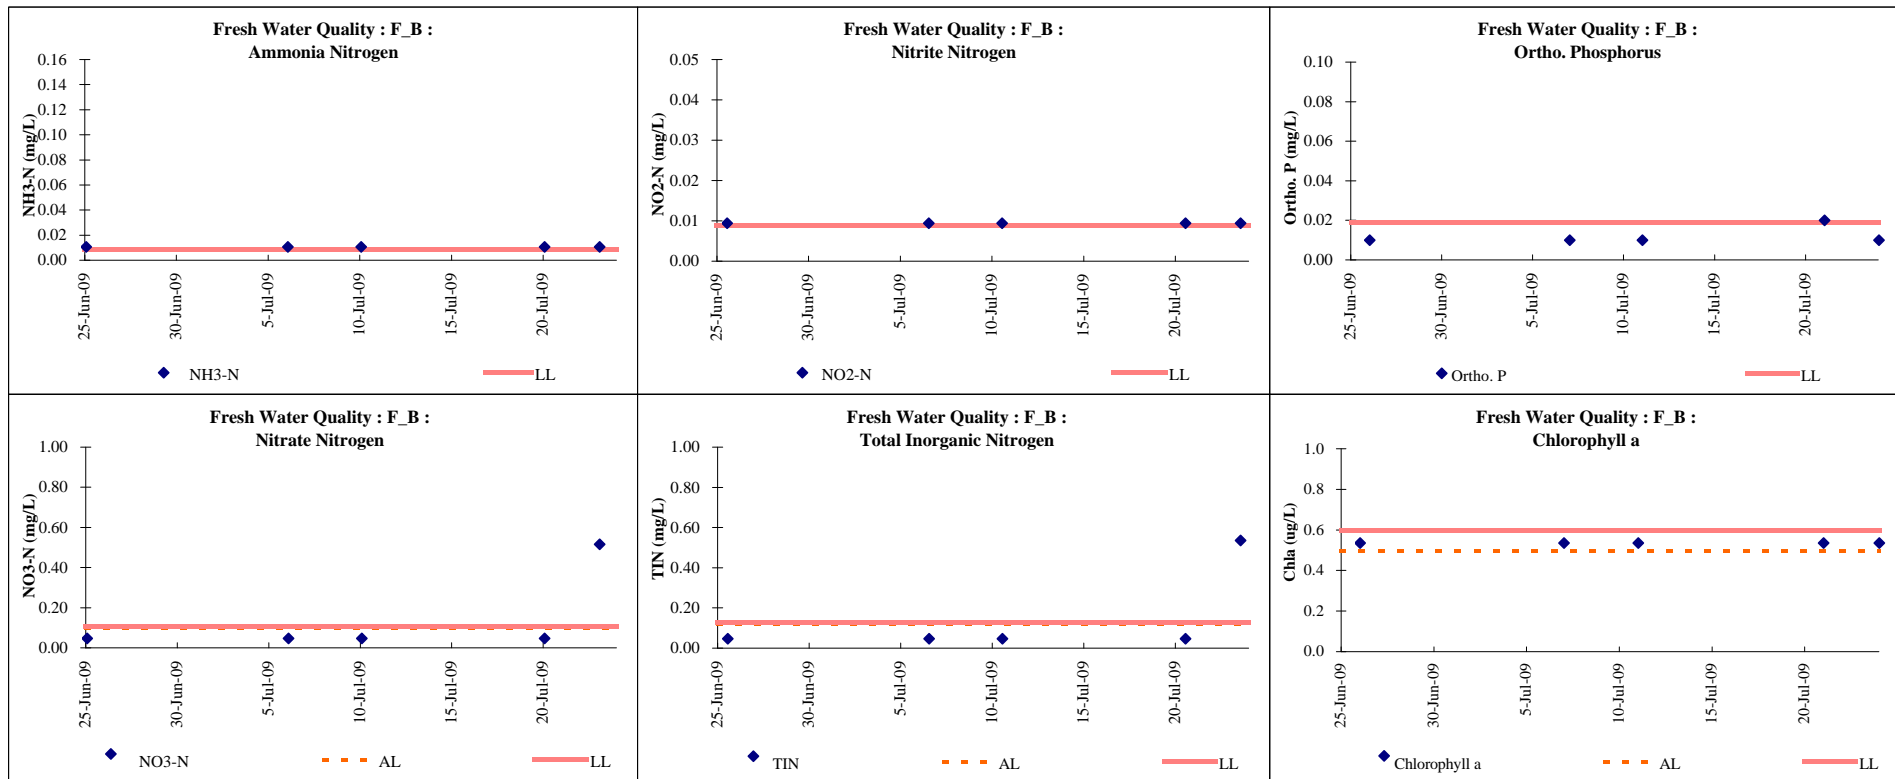 Fresh Water Quality : F_B :
Ammonia Nitrogen
NH3-N (mg/L)
0.16
0.14
0.12
0.10
0.08
0.06
0.04
0.02
0.00
25-Jun-09
30-Jun-09
5-Jul-09
10-Jul-09
15-Jul-09
20-Jul-09
NH3-N
LL
Fresh Water Quality : F_B :
Nitrite Nitrogen
NO2-N (mg/L)
0.05
0.04
0.03
0.02
0.01
0.00
25-Jun-09
30-Jun-09
5-Jul-09
10-Jul-09
15-Jul-09
20-Jul-09
NO2-N
LL
Fresh Water Quality : F_B :
Ortho. Phosphorus
Ortho. P (mg/L)
0.10
0.08
0.06
0.04
0.02
0.00
25-Jun-09
30-Jun-09
5-Jul-09
10-Jul-09
15-Jul-09
20-Jul-09
Ortho. P
LL
Fresh Water Quality : F_B :
Nitrate Nitrogen
NO3-N (mg/L)
1.00
0.80
0.60
0.40
0.20
0.00
25-Jun-09
30-Jun-09
5-Jul-09
10-Jul-09
15-Jul-09
20-Jul-09
NO3-N
AL
LL
Fresh Water Quality : F_B :
Total Inorganic Nitrogen
TIN (mg/L)
1.00
0.80
0.60
0.40
0.20
0.00
25-Jun-09
30-Jun-09
5-Jul-09
10-Jul-09
15-Jul-09
20-Jul-09
TIN
AL
LL
Fresh Water Quality : F_B :
Chlorophyll a
Chla (ug/L)
1.0
0.8
0.6
0.4
0.2
0.0
25-Jun-09
30-Jun-09
5-Jul-09
10-Jul-09
15-Jul-09
20-Jul-09
Chlorophyll a
AL
LL